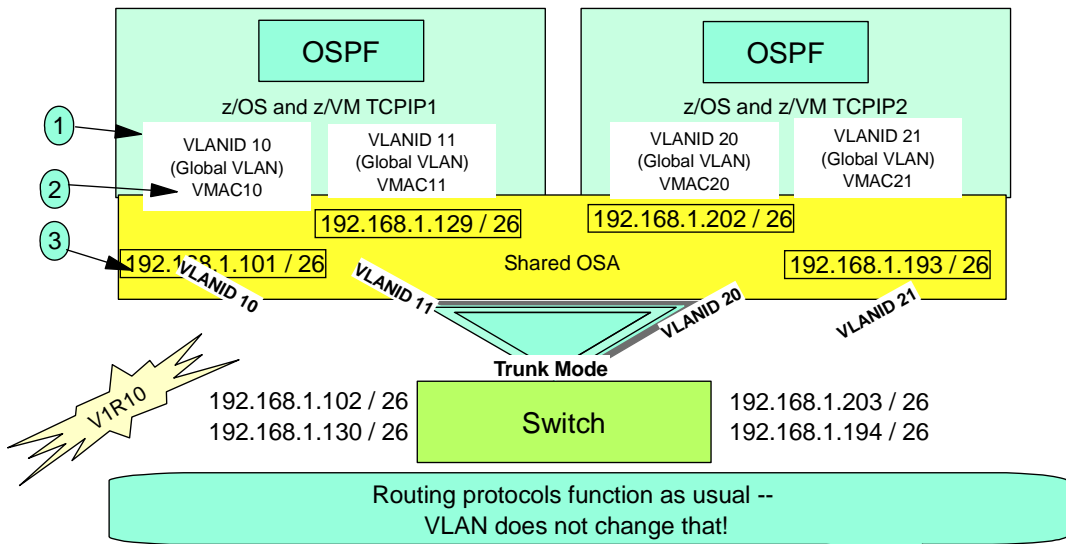 OSPF
OSPF
z/OS and z/VM TCPIP1
z/OS and z/VM TCPIP2
1
VLANID 10
(Global VLAN)
VMAC10
VLANID 11
(Global VLAN)
VMAC11
VLANID 20
(Global VLAN)
VMAC20
VLANID 21
(Global VLAN)
VMAC21
2
192.168.1.129 / 26
192.168.1.202 / 26
3
192.168.1.101 / 26
Shared OSA
192.168.1.193 / 26
VLANID 10
VLANID 11
VLANID 20
VLANID 21
Trunk Mode
V1R10
192.168.1.102 / 26
192.168.1.130 / 26
Switch
192.168.1.203 / 26
192.168.1.194 / 26
Routing protocols function as usual --
VLAN does not change that!